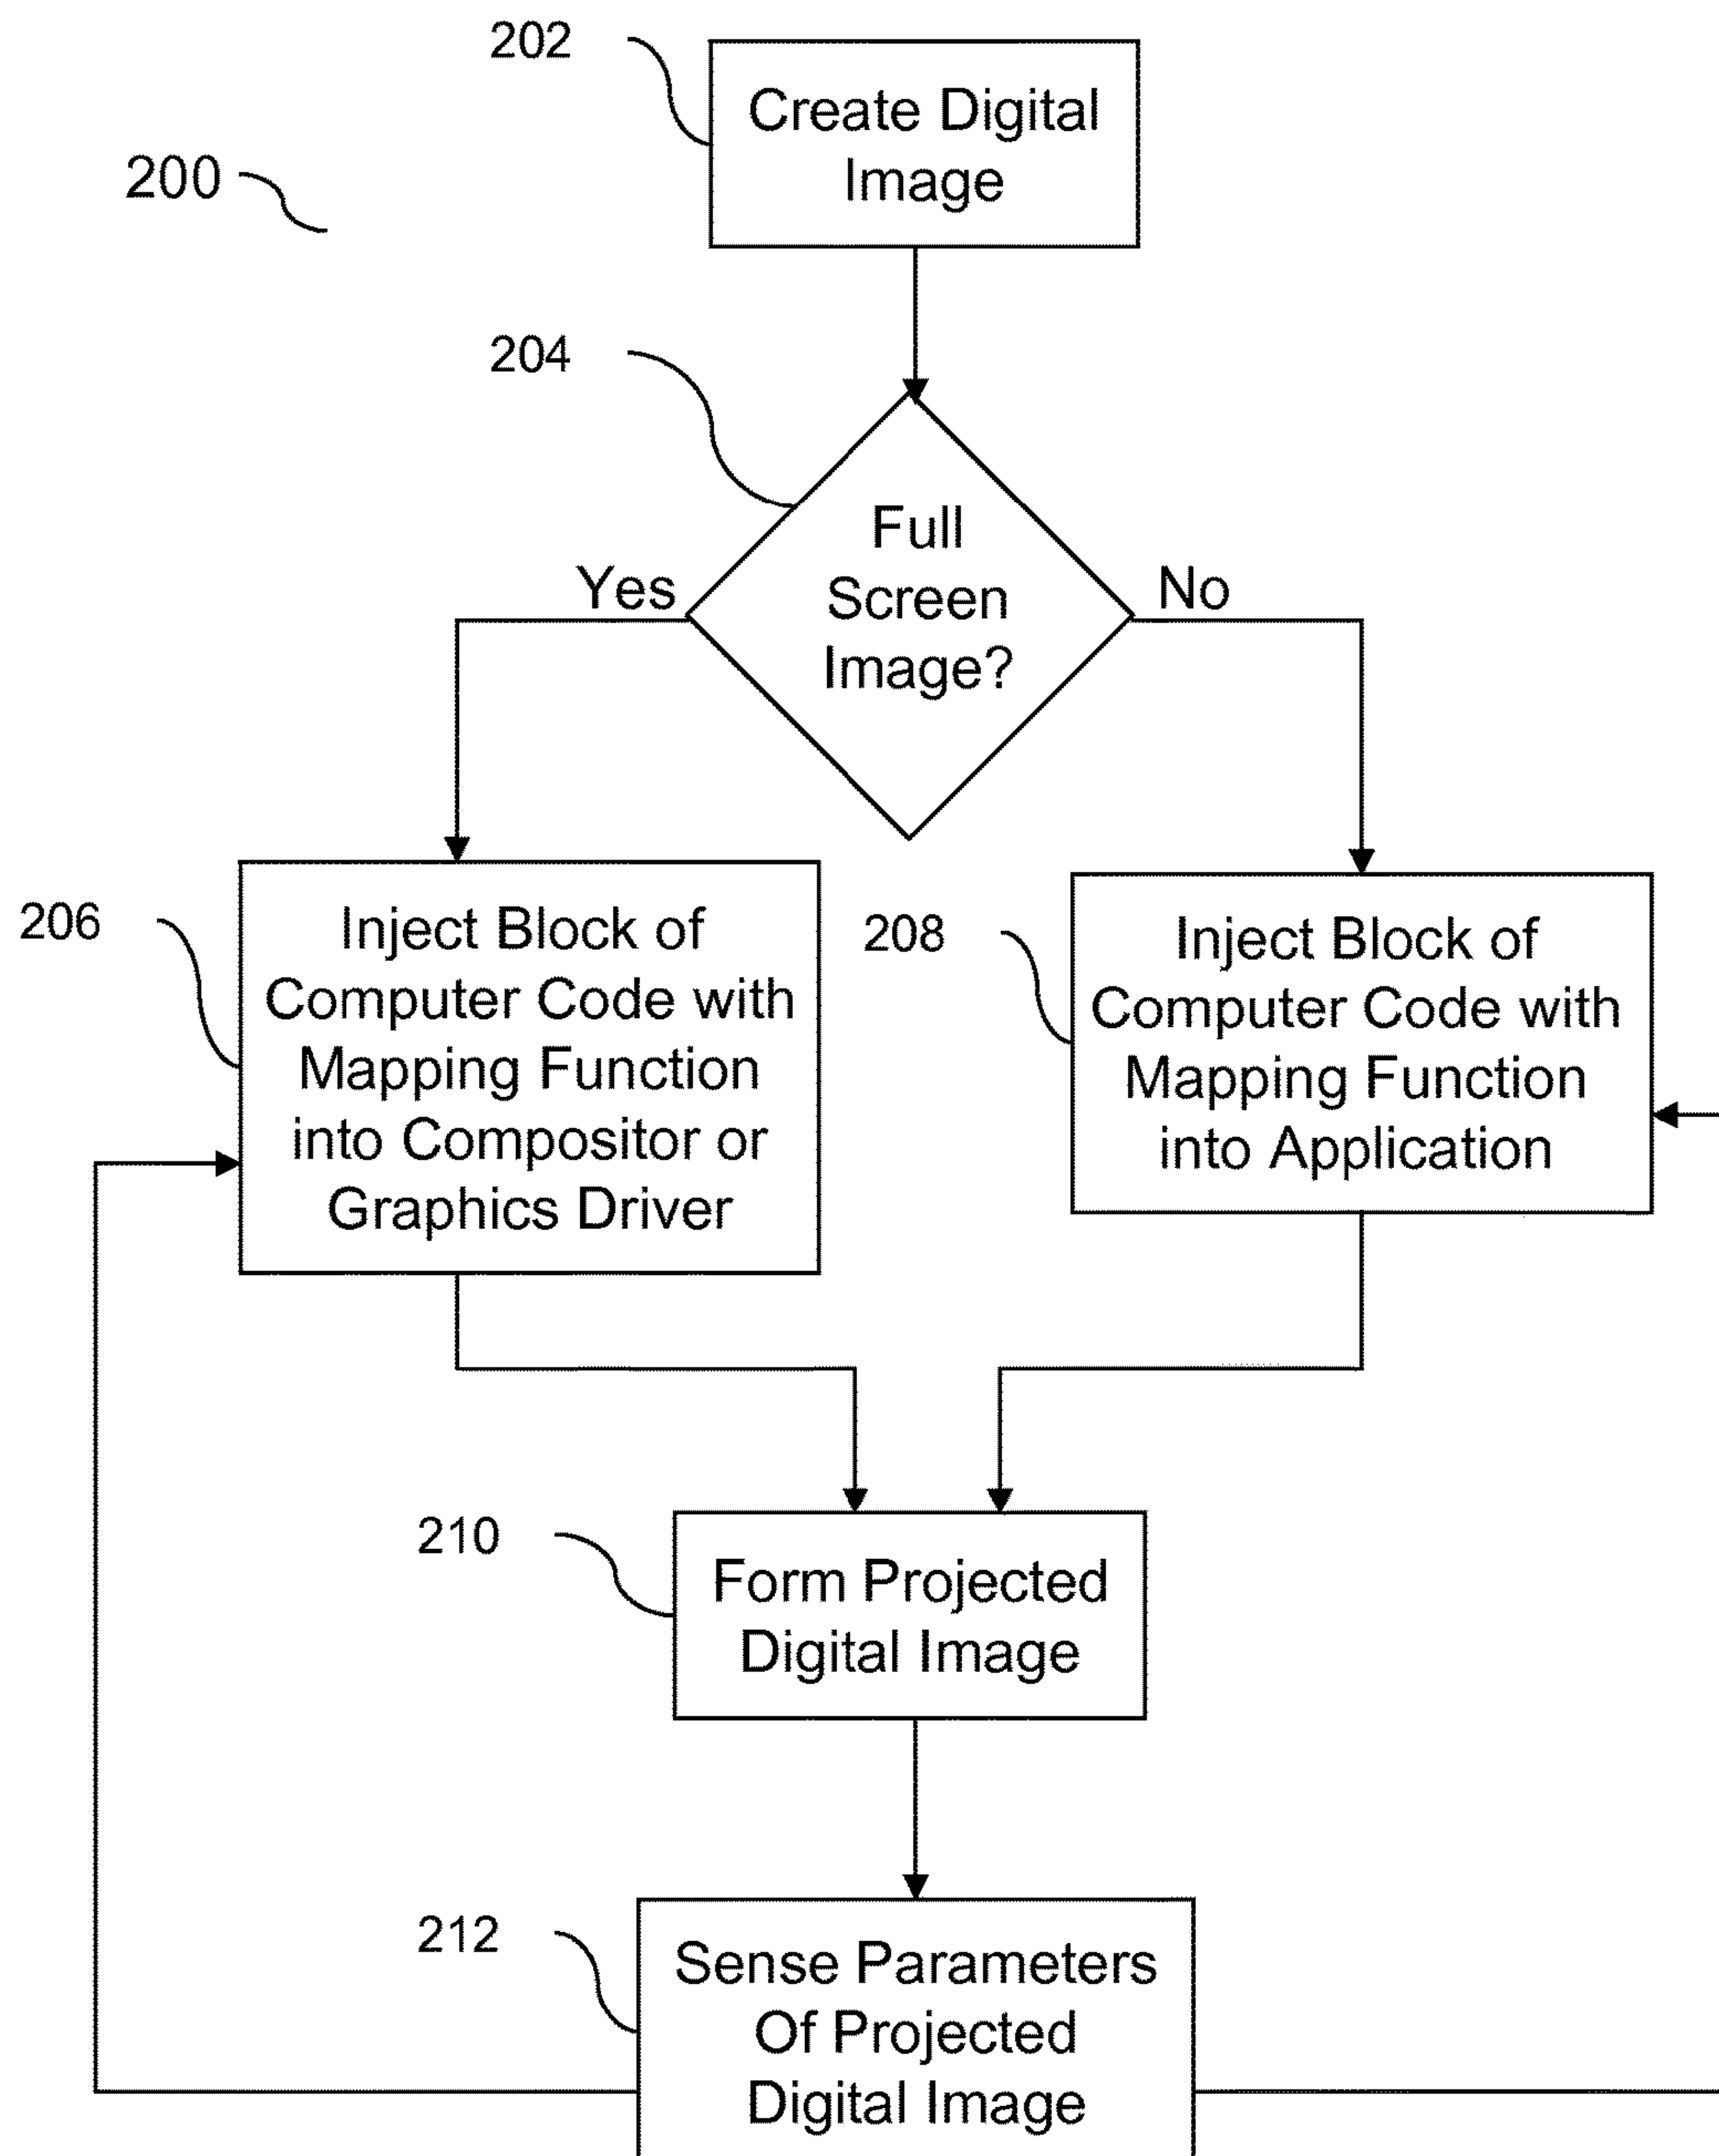 202
Create Digital
Image
200
204
Full
Screen
Image?
Yes
No
206
Inject Block of
Computer Code with
Mapping Function
into Compositor or
Graphics Driver
208
Inject Block of
Computer Code with
Mapping Function
into Application
210
Form Projected
Digital Image
212
Sense Parameters
Of Projected
Digital Image